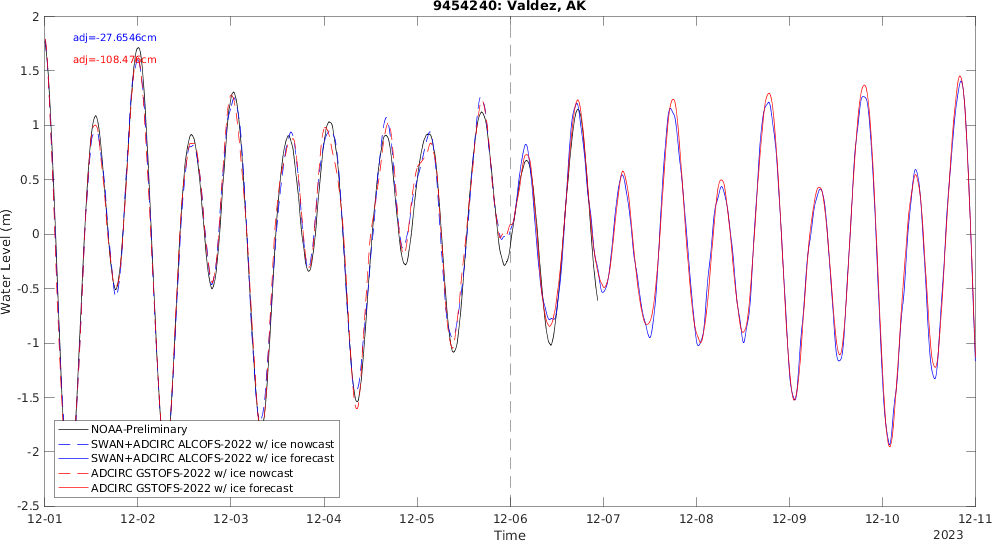 9454240: Valdez, AK
adj=-27.6546cm
adj=-108.476cm
Water Level (m)
2
1.5
1
0.5
0
-0.5
-1
-1.5
-2
-2.5
NOAA-Preliminary
SWAN+ADCIRC ALCOFS-2022 w/ ice nowcast
SWAN+ADCIRC ALCOFS-2022 w/ ice forecast
ADCIRC GSTOFS-2022 w/ ice nowcast
ADCIRC GSTOFS-2022 w/ ice forecast
12-01 12-02 12-03 12-04 12-05 12-06 12-07 12-08 12-09 12-10 12-11
Time
2023